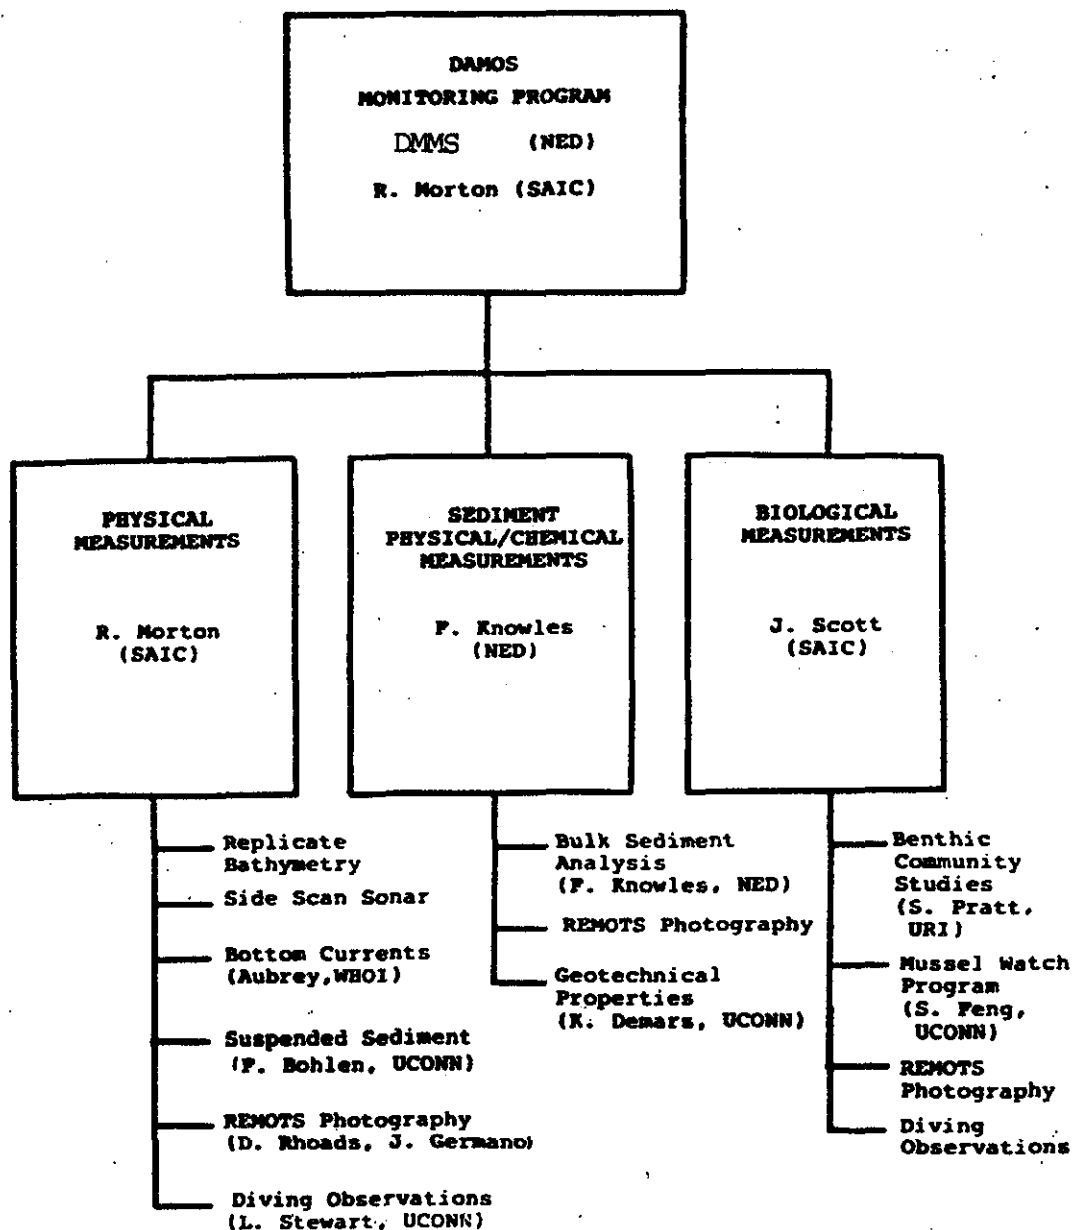 DAMOS
MONITORING PROGRAM
DMMS (NED)
R. Morton (SAIC)
PHYSICAL
MEASUREMENTS
R. Morton
(SAIC)
SEDIMENT
PHYSICAL/CHEMICAL
MEASUREMENTS
F. Knowles
(NED)
BIOLOGICAL
MEASUREMENTS
J. Scott
(SAIC)
Replicate
Bathymetry
Side Scan Sonar
Bottom Currents
(Aubrey,WHOI)
Suspended Sediment
(F. Bohlen, UCONN)
REMOTS Photography
(D. Rhoads, J. Germano)
Diving Observations
(L. Stewart, UCONN)
Bulk Sediment
Analysis
(F. Knowles, NED)
REMOTS Photography
Geotechnical
Properties
(K. Demars, UCONN)
Benthic
Community
Studies
(S. Pratt,
URI)
Mussel Watch
Program
(S. Feng,
UCONN)
REMOTS
Photography
Diving
Observations